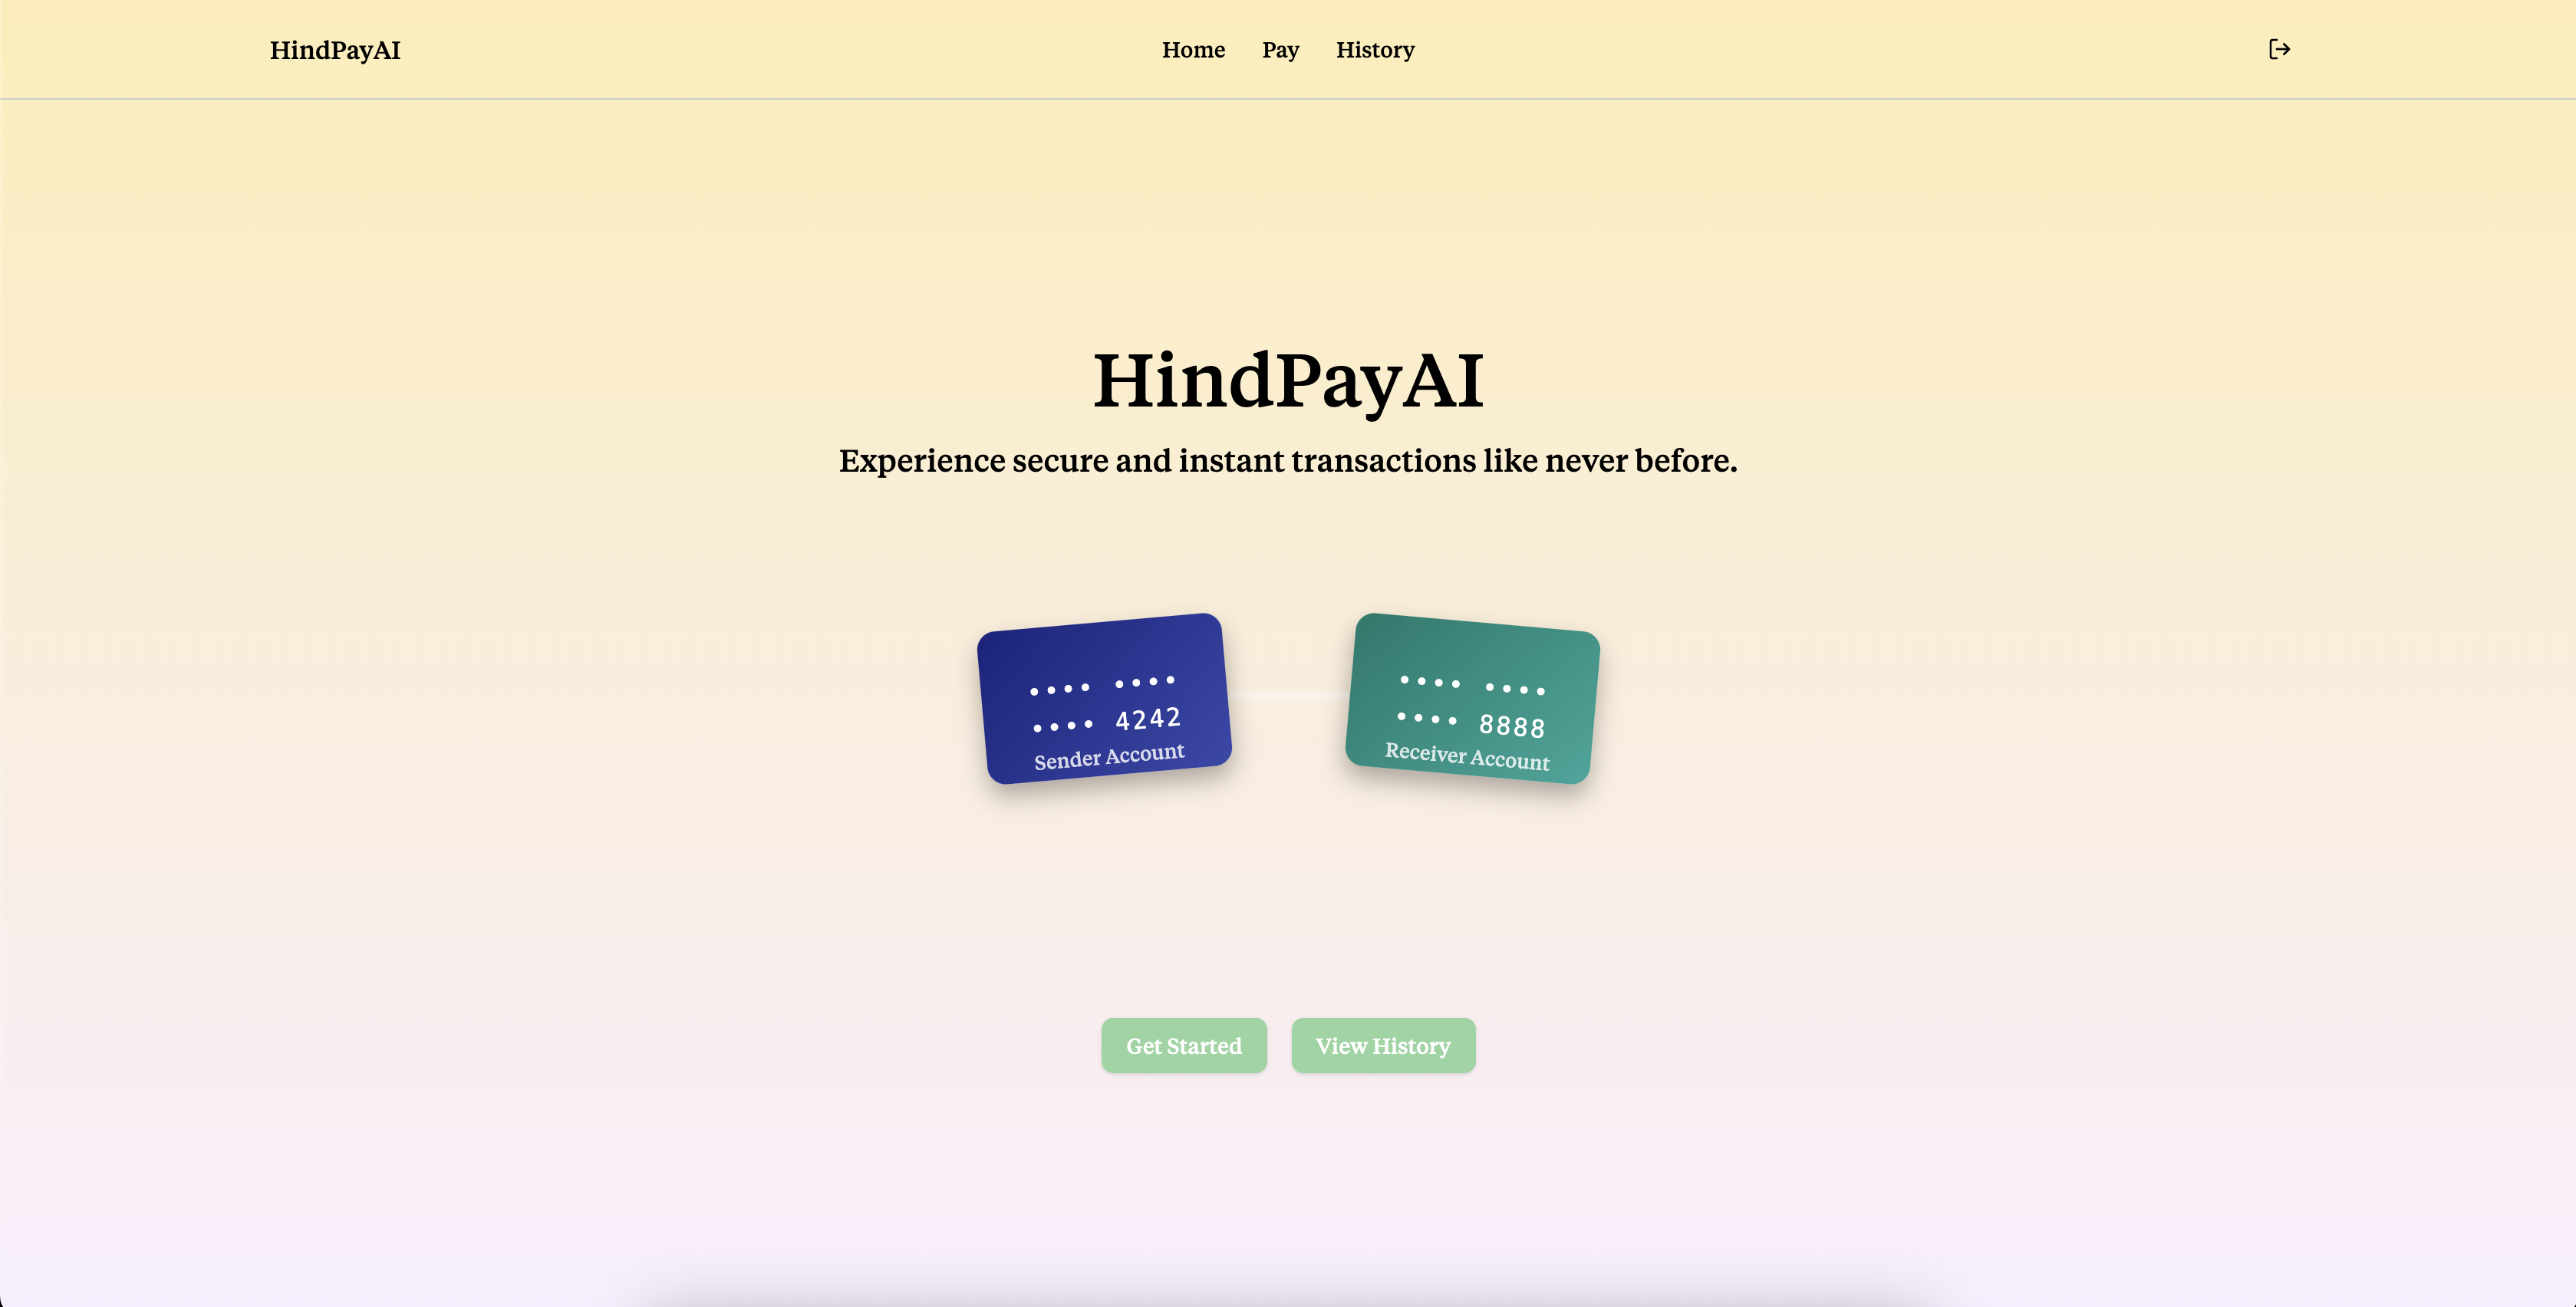 HindPayAI
Home Pay History
HindPayAI
Experience secure and instant transactions like never before.
•••• ••••
•••• 4242
Sender Account
•••• ••••
•••• 8888
Receiver Account
Get Started
View History